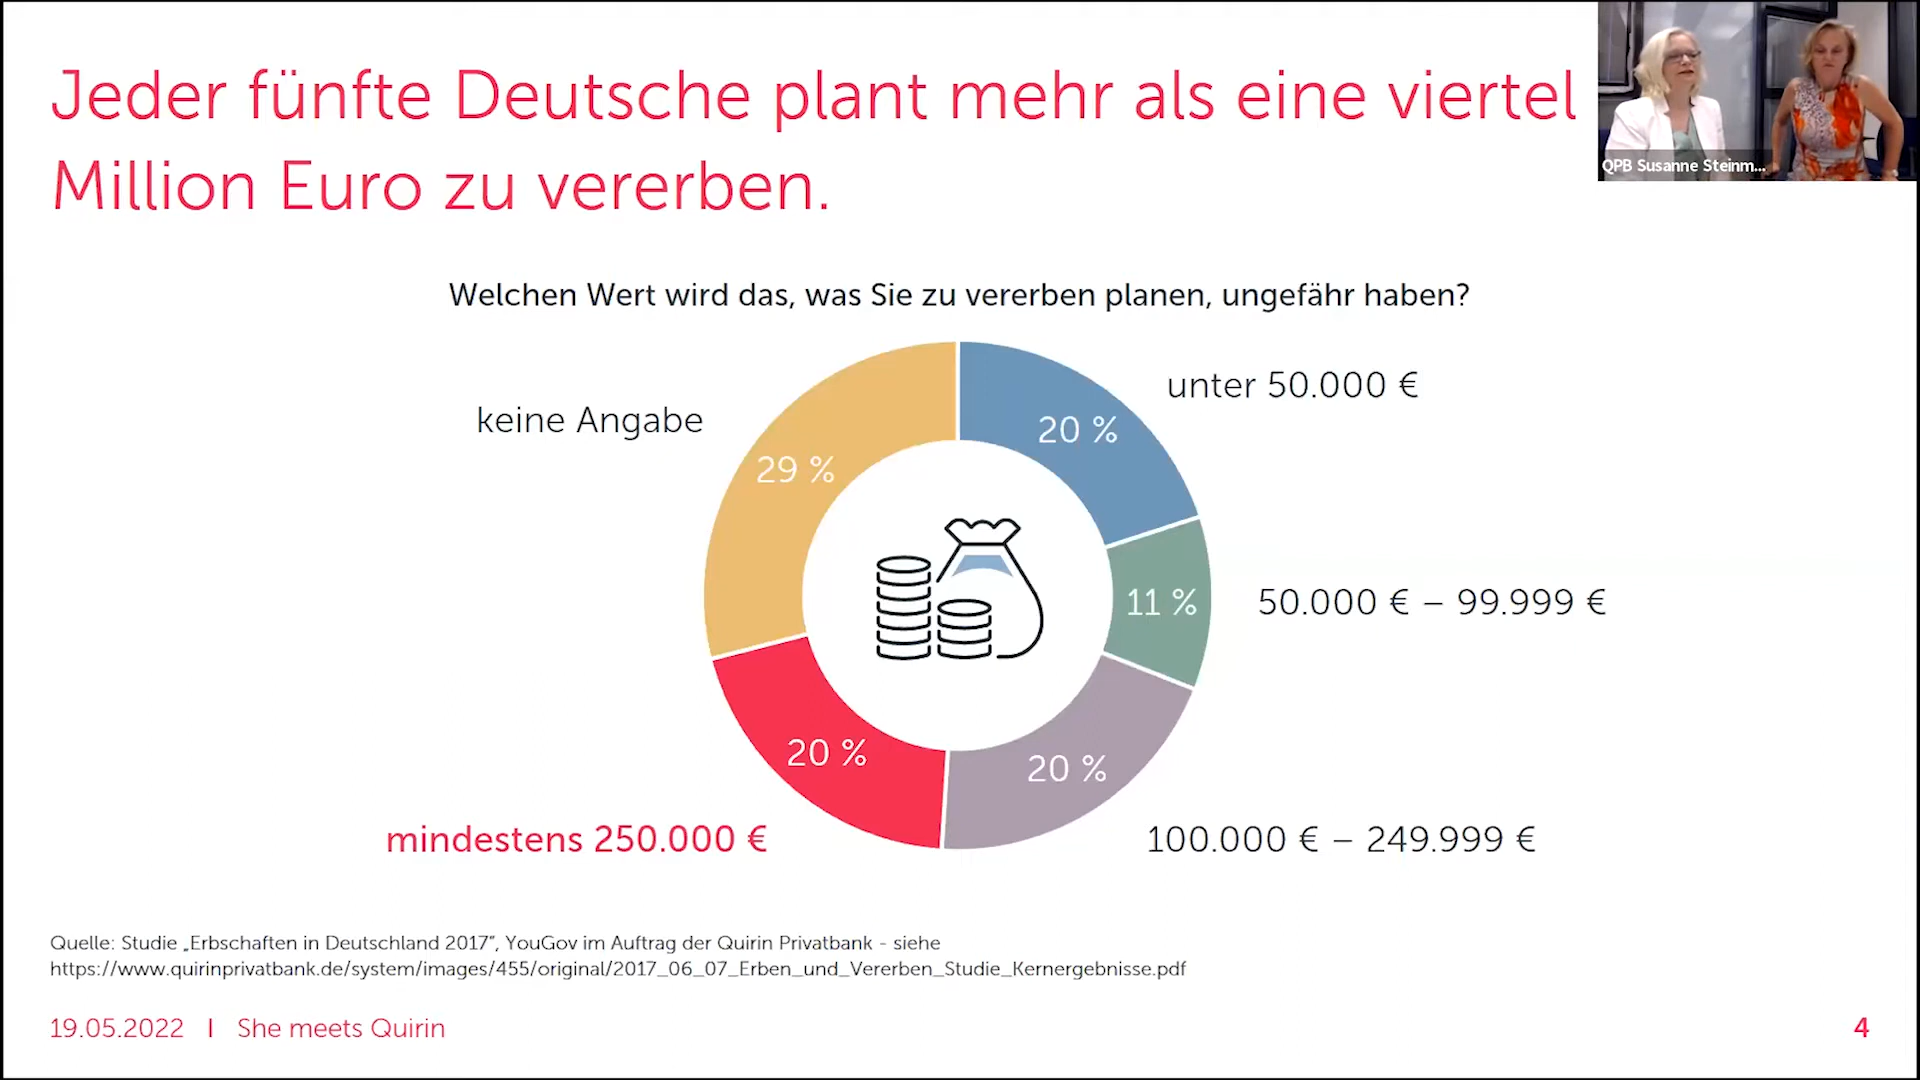 Jeder fünfte Deutsche plant mehr als eine viertel
Million Euro zu vererben.
QPB Susanne Steinm...
Welchen Wert wird das, was Sie zu vererben planen, ungefähr haben?
unter 50.000 €
keine Angabe
20 %
29 %
11 %
50.000 € – 99.999 €
20 %
20 %
mindestens 250.000 €
100.000 € – 249.999 €
Quelle: Studie „Erbschaften in Deutschland 2017“, YouGov im Auftrag der Quirin Privatbank - siehe
https://www.quirinprivatbank.de/system/images/455/original/2017_06_07_Erben_und_Vererben_Studie_Kernergebnisse.pdf
19.05.2022 | She meets Quirin
4